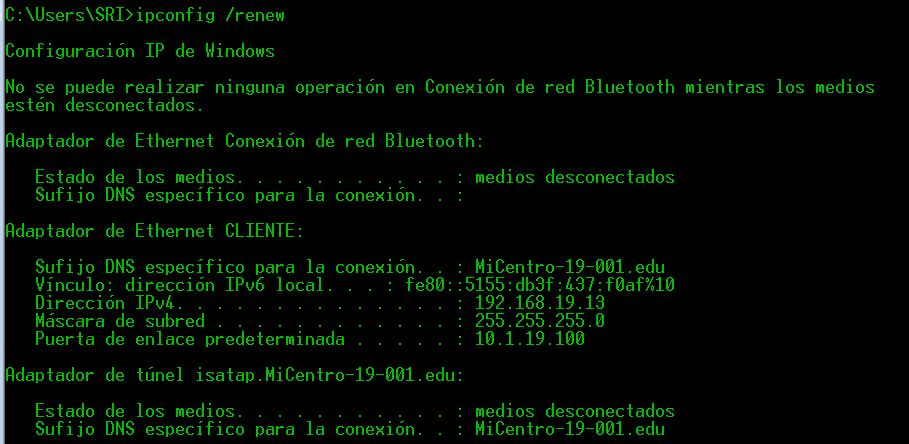 C:\Users\SRI>ipconfig /renew
Configuración IP de Windows
No se puede realizar ninguna operación en Conexión de red Bluetooth mientras los medios
estén desconectados.
Adaptador de Ethernet Conexión de red Bluetooth:
Estado de los medios. . . . . . . . . . . : medios desconectados
Sufijo DNS específico para la conexión. . :
Adaptador de Ethernet CLIENTE:
Sufijo DNS específico para la conexión. . : MiCentro-19-001.edu
Vínculo: dirección IPv6 local. . . : fe80::5155:db3f:437:f0af%10
Dirección IPv4. . . . . . . . . . . . . . : 192.168.19.13
Máscara de subred . . . . . . . . . . . . : 255.255.255.0
Puerta de enlace predeterminada . . . . . : 10.1.19.100
Adaptador de túnel isatap.MiCentro-19-001.edu:
Estado de los medios. . . . . . . . . . . : medios desconectados
Sufijo DNS específico para la conexión. . : MiCentro-19-001.edu